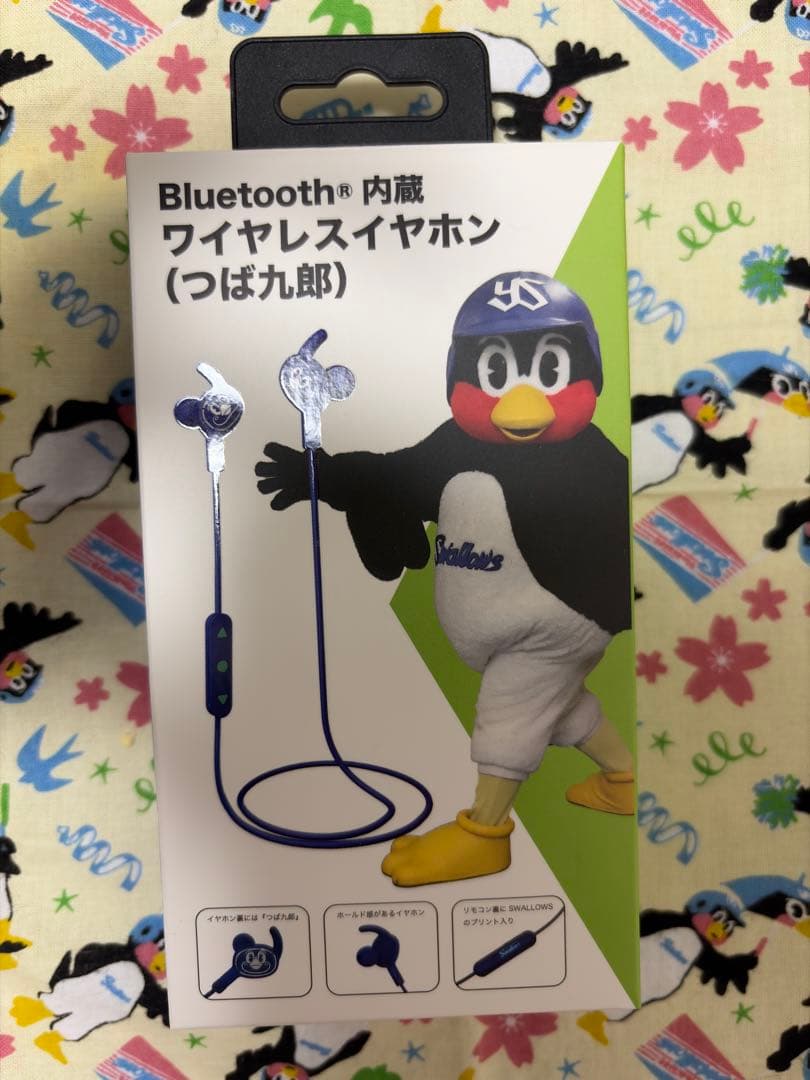 Bluetooth® 内蔵
ワイヤレスイヤホン
(つば九郎)
YS
Swallows
イヤホン裏には「つば九郎」
ホールド感があるイヤホン
リモコン裏に SWALLOWS
のプリント入り
Swallows